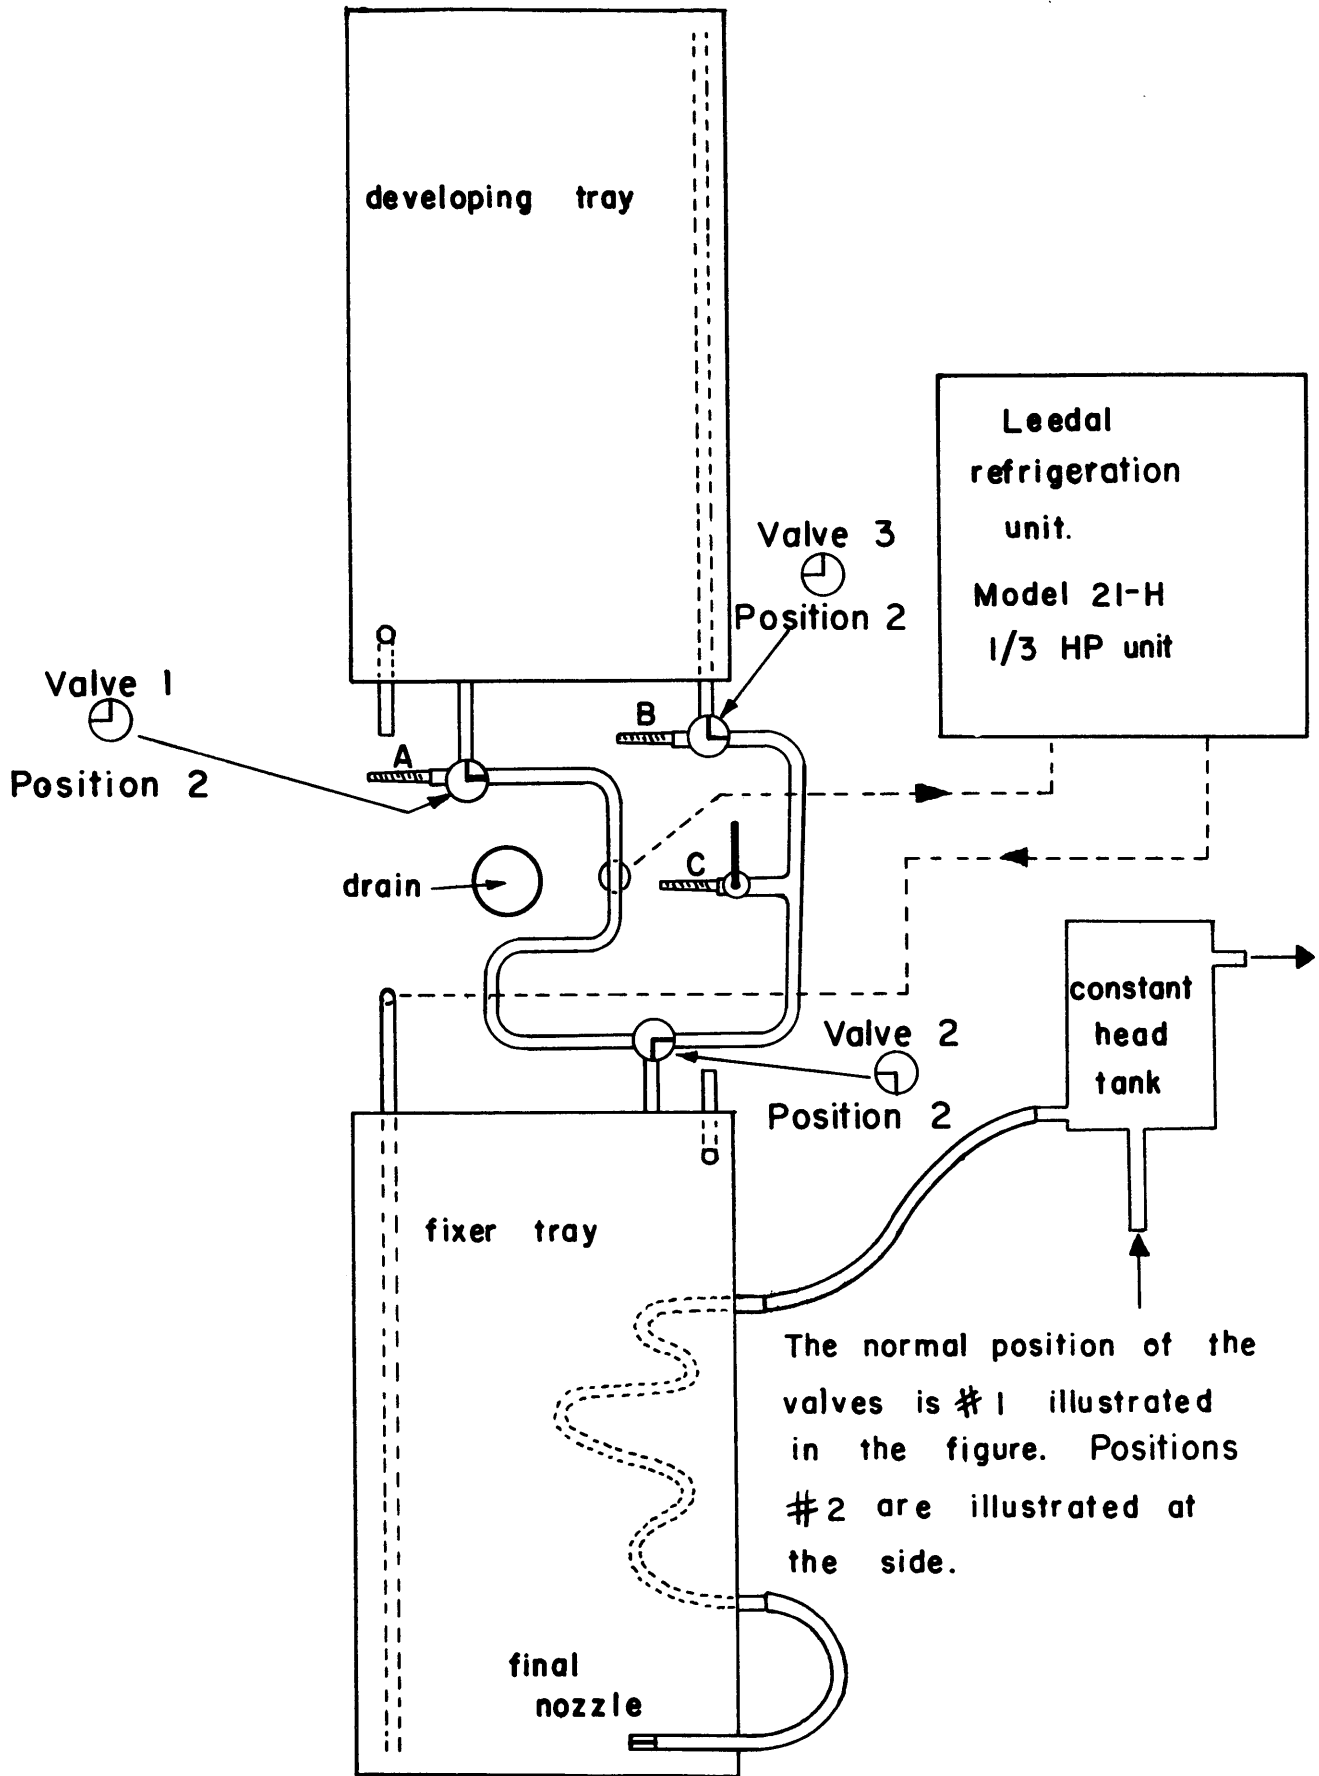 developing tray
Leedal
refrigeration
unit.
Model 21-H
1/3 HP unit
Valve 3
Position 2
Valve 1
Position 2
B
A
C
drain
constant
head
tank
Valve 2
Position 2
fixer tray
The normal position of the
valves is #1 illustrated
in the figure. Positions
#2 are illustrated at
the side.
final
nozzle